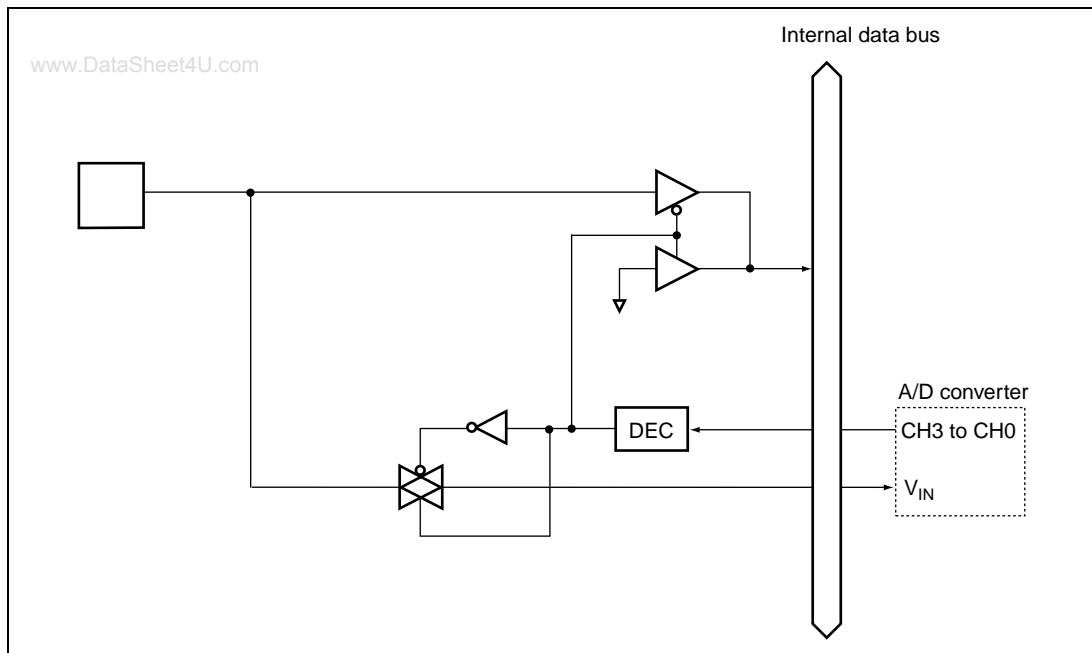 Internal data bus
www.DataSheet4U.com
A/D converter
DEC
CH3 to CH0
VIN